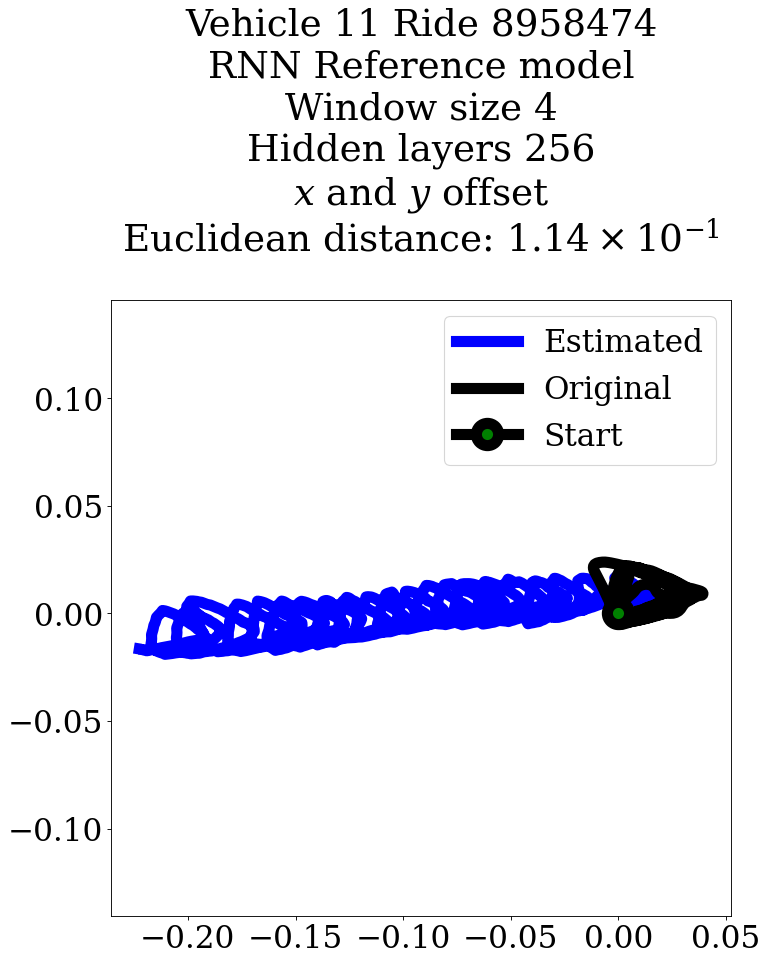 Vehicle 11 Ride 8958474
RNN Reference model
Window size 4
Hidden layers 256
x and y offset
Euclidean distance: 1.14 × 10⁻¹
Estimated
Original
Start
0.10
0.05
0.00
−0.05
−0.10
−0.20 −0.15 −0.10 −0.05 0.00 0.05